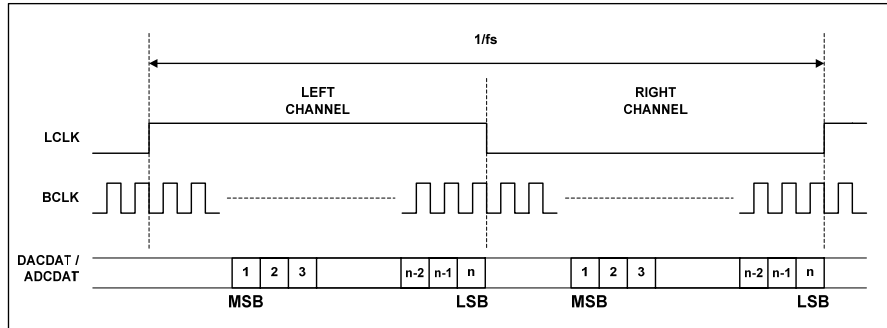 1/fs
LEFT
CHANNEL
RIGHT
CHANNEL
LCLK
BCLK
DACDAT /
ADCDAT
1 2 3 n-2 n-1 n 1 2 3 n-2 n-1 n
MSB LSB MSB LSB